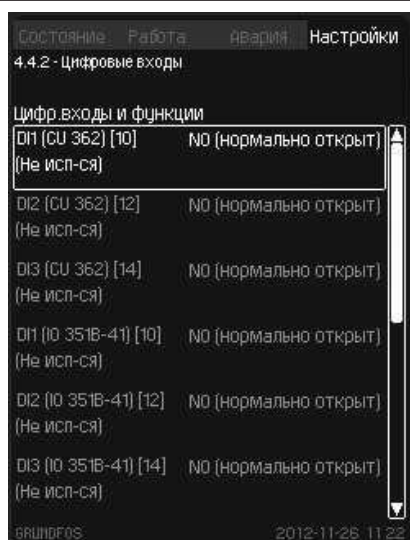 Состояние Работа Авария Настройки
4.4.2 - Цифровые входы
Цифр.входы и функции
DI1 (CU 362) [10] NO (нормально открыт)
(Не исп-ся)
DI2 (CU 362) [12] NO (нормально открыт)
(Не исп-ся)
DI3 (CU 362) [14] NO (нормально открыт)
(Не исп-ся)
DI1 (IO 351B-41) [10] NO (нормально открыт)
(Не исп-ся)
DI2 (IO 351B-41) [12] NO (нормально открыт)
(Не исп-ся)
DI3 (IO 351B-41) [14] NO (нормально открыт)
(Не исп-ся)
GRUNDFOS 2012-11-26 11:22